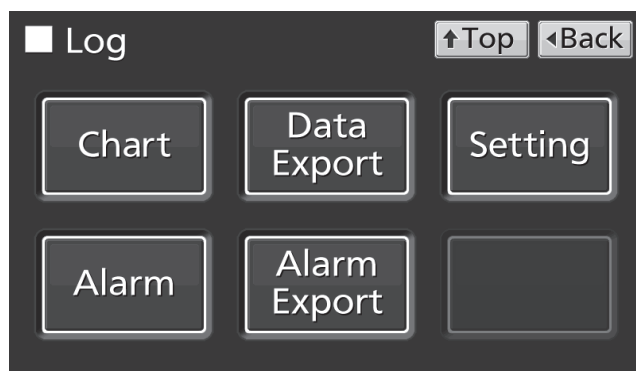 Log
↑Top
◂Back
Chart
Data
Export
Setting
Alarm
Alarm
Export